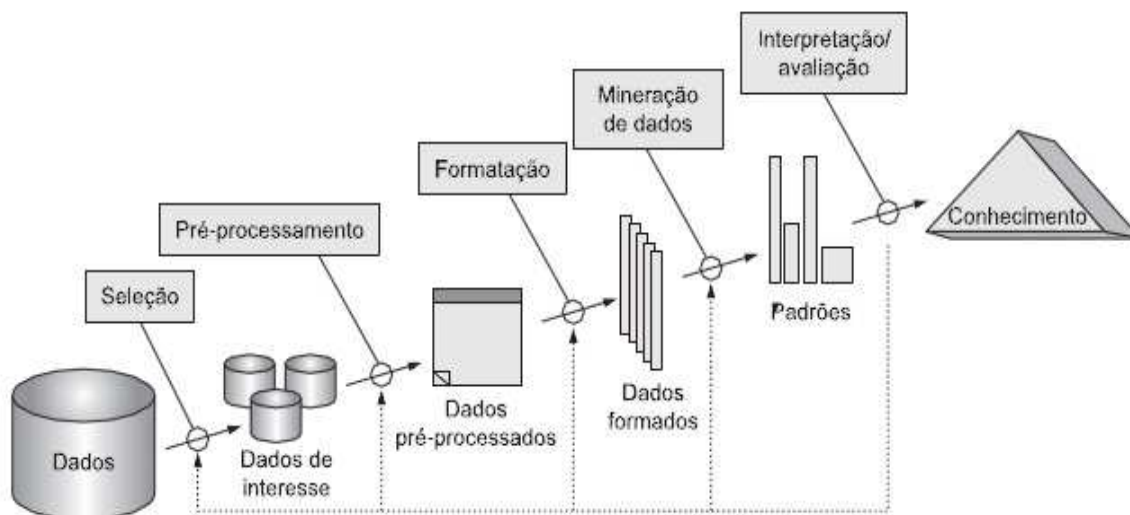 Interpretação/
avaliação
Mineração
de dados
Formatação
Pré-processamento
Seleção
Dados
Dados de
interesse
Dados
pré-processados
Dados
formados
Padrões
Conhecimento